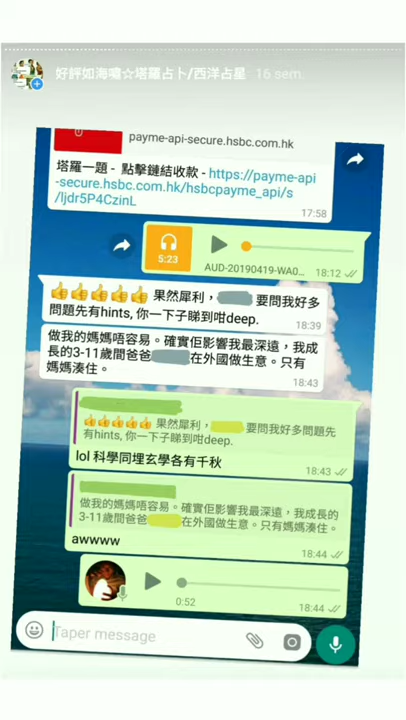 好評如海嘯☆塔羅占卜/西洋占星 16 sem.
payme-api-secure.hsbc.com.hk
塔羅一題 - 點擊鏈結收款 - https://payme-api
-secure.hsbc.com.hk/hsbcpayme_api/s
/ljdr5P4CzinL
17:58
5:23
AUD-20190419-WA0...
18:12
👍👍👍👍👍 果然犀利, 要問我好多
問題先有hints, 你一下子睇到咁deep.
18:39
做我的媽媽唔容易。確實佢影響我最深遠，我成
長的3-11歲間爸爸 在外國做生意。只有
媽媽湊住。
18:43
👍👍👍👍👍 果然犀利, 要問我好多問題先
有hints, 你一下子睇到咁deep.
lol 科學同埋玄學各有千秋
18:43
做我的媽媽唔容易。確實佢影響我最深遠，我成長的
3-11歲間爸爸 在外國做生意。只有媽媽湊住。
awwww
18:44
0:52
18:44
Taper message